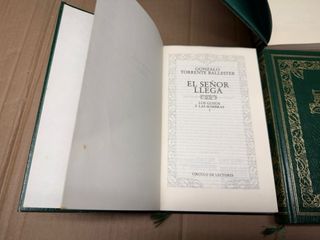 GONZALO
TORRENTE BALLESTER
EL SEÑOR
LLEGA
LOS GOZOS
Y LAS SOMBRAS
I
CIRCULO DE LECTORES